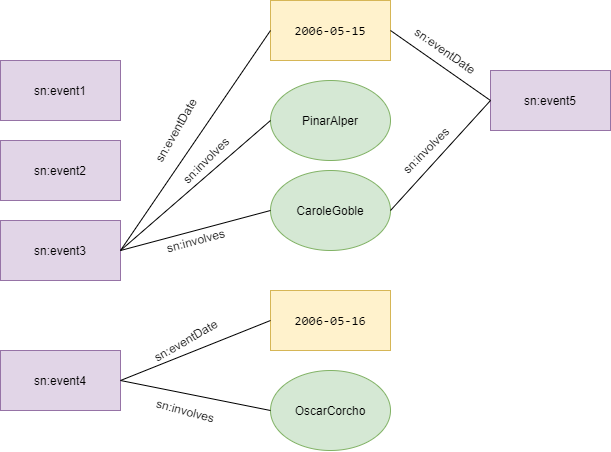 2006-05-15
sn:eventDate
sn:event1
PinarAlper
sn:event5
sn:eventDate
sn:involves
sn:involves
sn:event2
CaroleGoble
sn:event3
sn:involves
2006-05-16
sn:eventDate
sn:event4
sn:involves
OscarCorcho